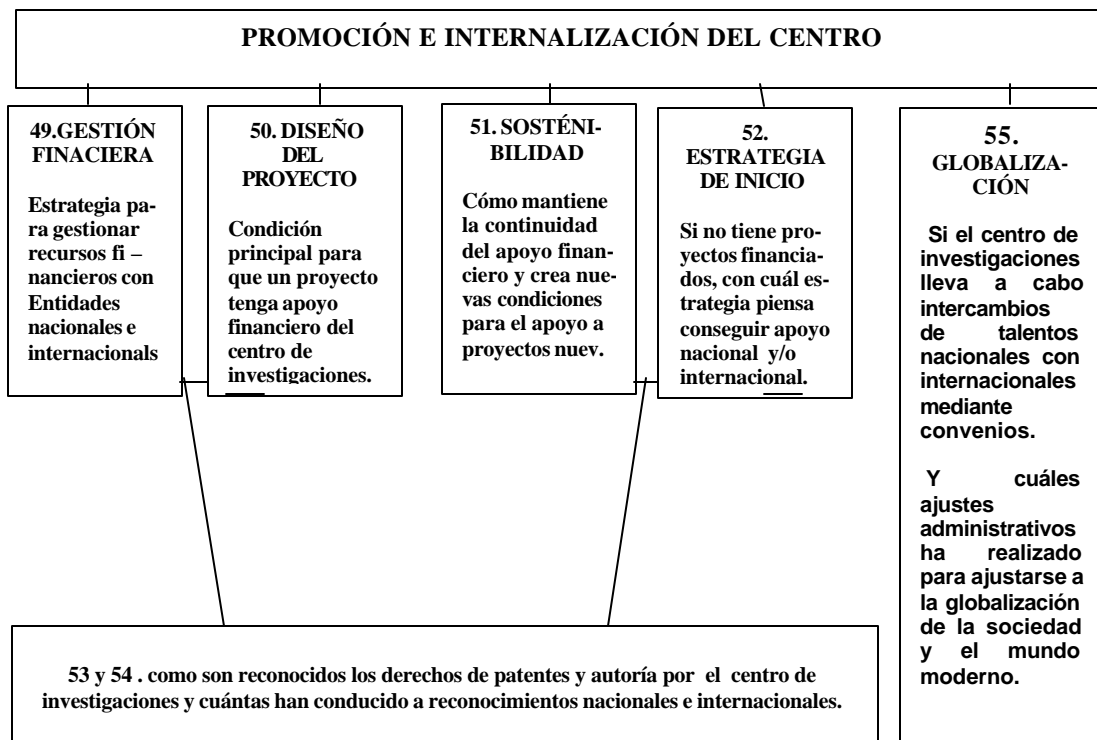 PROMOCIÓN E INTERNALIZACIÓN DEL CENTRO
49.GESTIÓN
FINACIERA
Estrategia pa-
ra gestionar
recursos fi –
nancieros con
Entidades
nacionales e
internacionals
50. DISEÑO
DEL
PROYECTO
Condición
principal para
que un proyecto
tenga apoyo
financiero del
centro de
investigaciones.
51. SOSTÉNI-
BILIDAD
Cómo mantiene
la continuidad
del apoyo finan-
ciero y crea nue-
vas condiciones
para el apoyo a
proyectos nuev.
52.
ESTRATEGIA
DE INICIO
Si no tiene pro-
yectos financia-
dos, con cuál es-
trategia piensa
conseguir apoyo
nacional y/o
internacional.
55.
GLOBALIZA-
CIÓN
Si el centro de
investigaciones
lleva a cabo
intercambios
de talentos
nacionales con
internacionales
mediante
convenios.
Y cuáles
ajustes
administrativos
ha realizado
para ajustarse a
la globalización
de la sociedad
y el mundo
moderno.
53 y 54 . como son reconocidos los derechos de patentes y autoría por el centro de
investigaciones y cuántas han conducido a reconocimientos nacionales e internacionales.